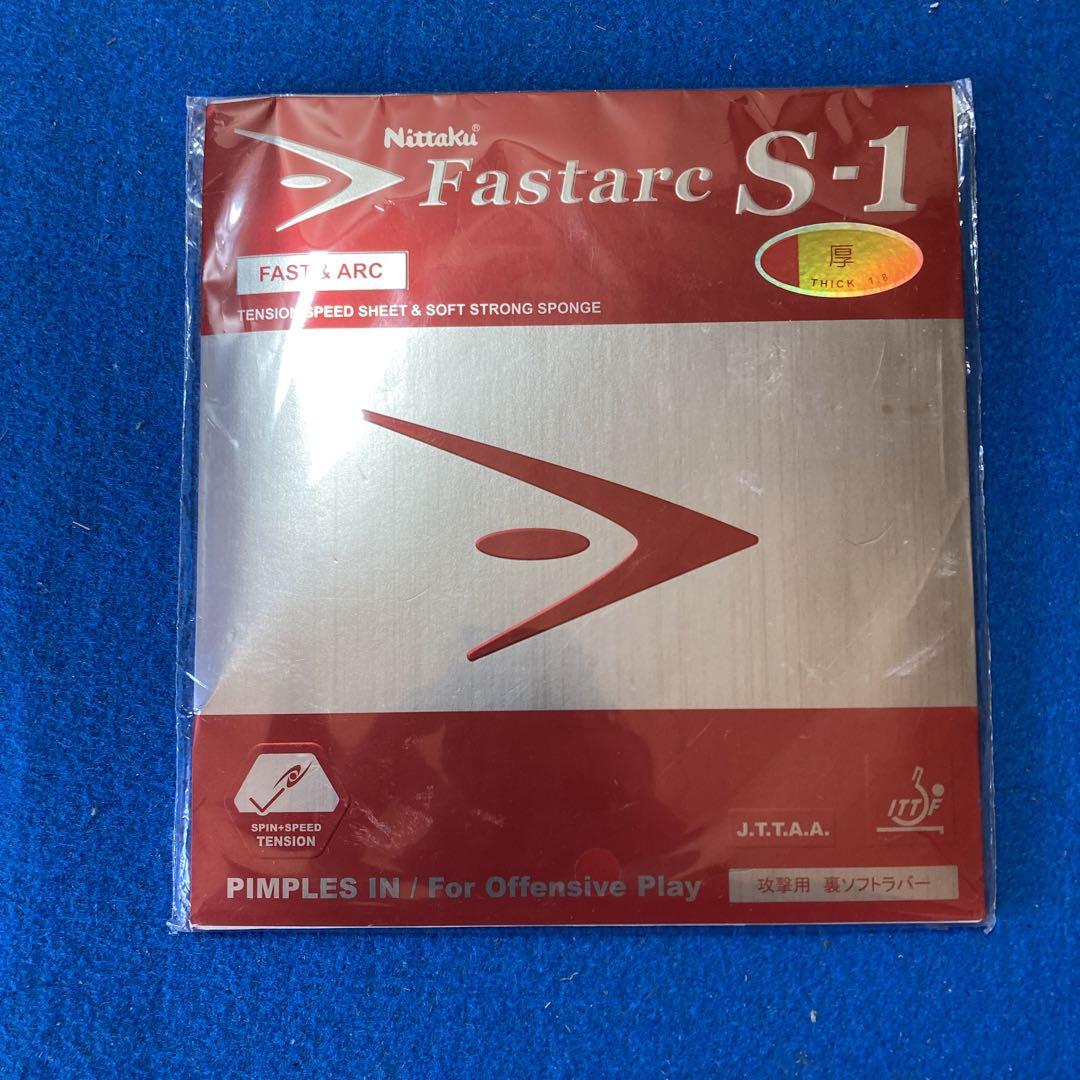 Nittaku®
Fastarc S-1
厚
THICK 1.8
FAST & ARC
TENSION SPEED SHEET & SOFT STRONG SPONGE
SPIN+SPEED
TENSION
J.T.T.A.A.
ITTF
PIMPLES IN / For Offensive Play
攻撃用 裏ソフトラバー